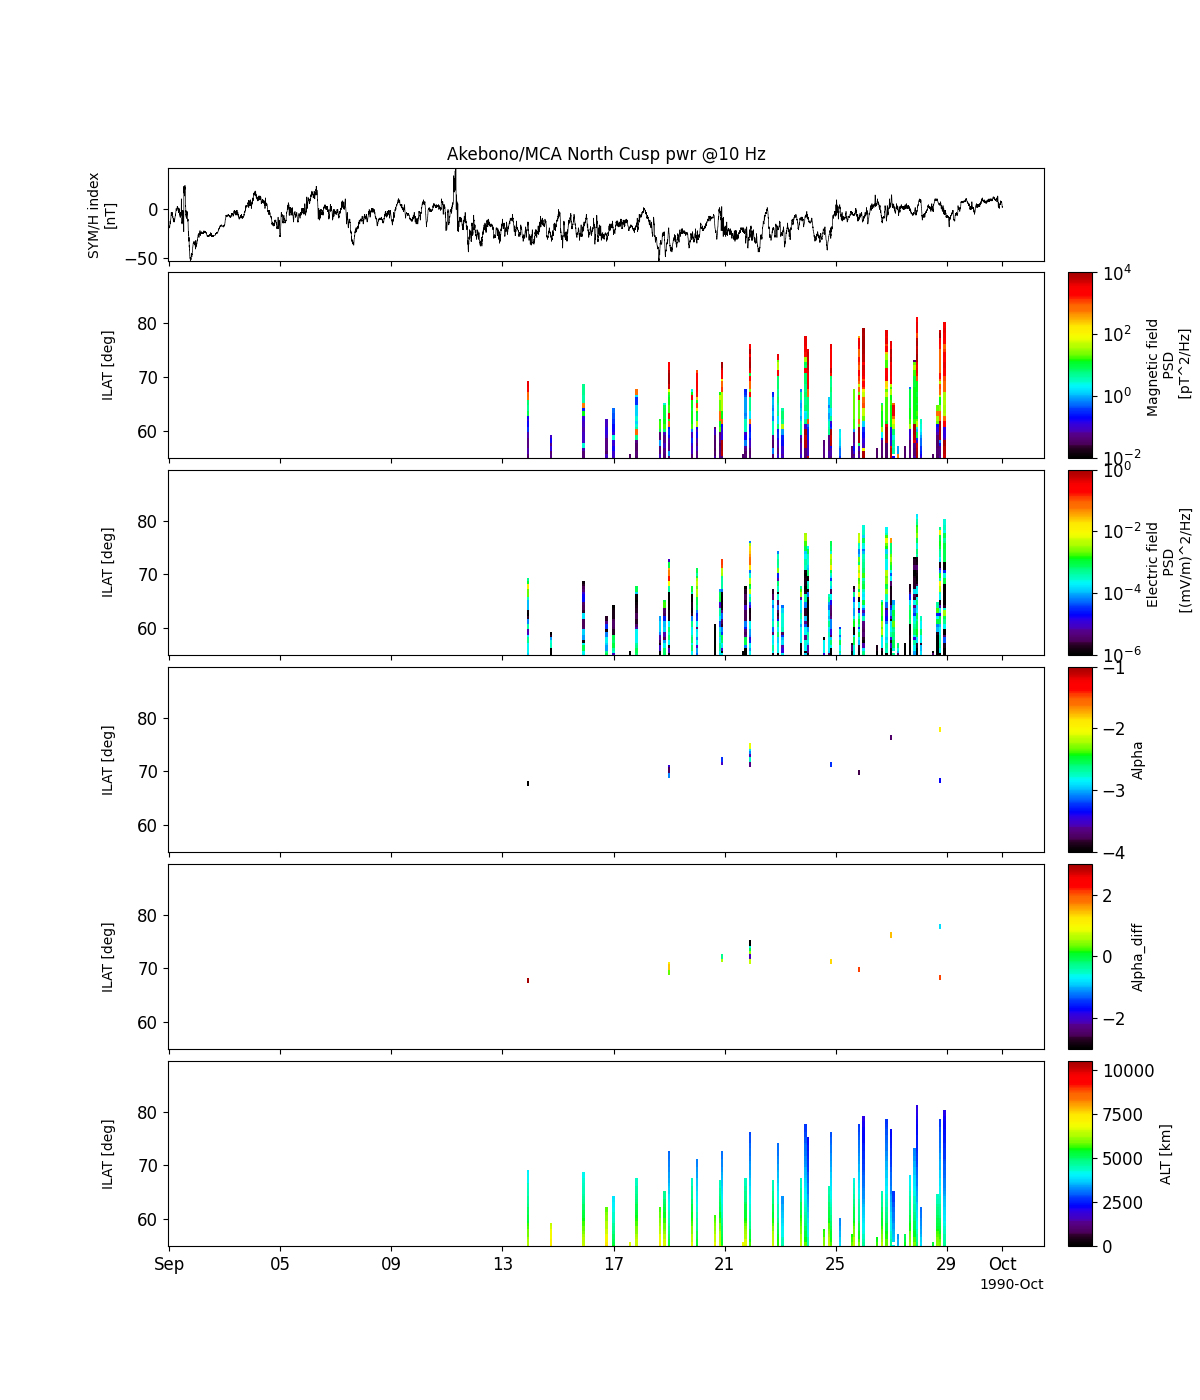 Akebono/MCA North Cusp pwr @10 Hz
SYM/H index
[nT]
0
−50
ILAT [deg]
80
70
60
10^4
10^2
10^0
10^−2
Magnetic field
PSD
[pT^2/Hz]
ILAT [deg]
80
70
60
10^0
10^−2
10^−4
10^−6
Electric field
PSD
[(mV/m)^2/Hz]
ILAT [deg]
80
70
60
−1
−2
−3
−4
Alpha
ILAT [deg]
80
70
60
2
0
−2
Alpha_diff
ILAT [deg]
80
70
60
10000
7500
5000
2500
0
ALT [km]
Sep 05 09 13 17 21 25 29 Oct
1990-Oct